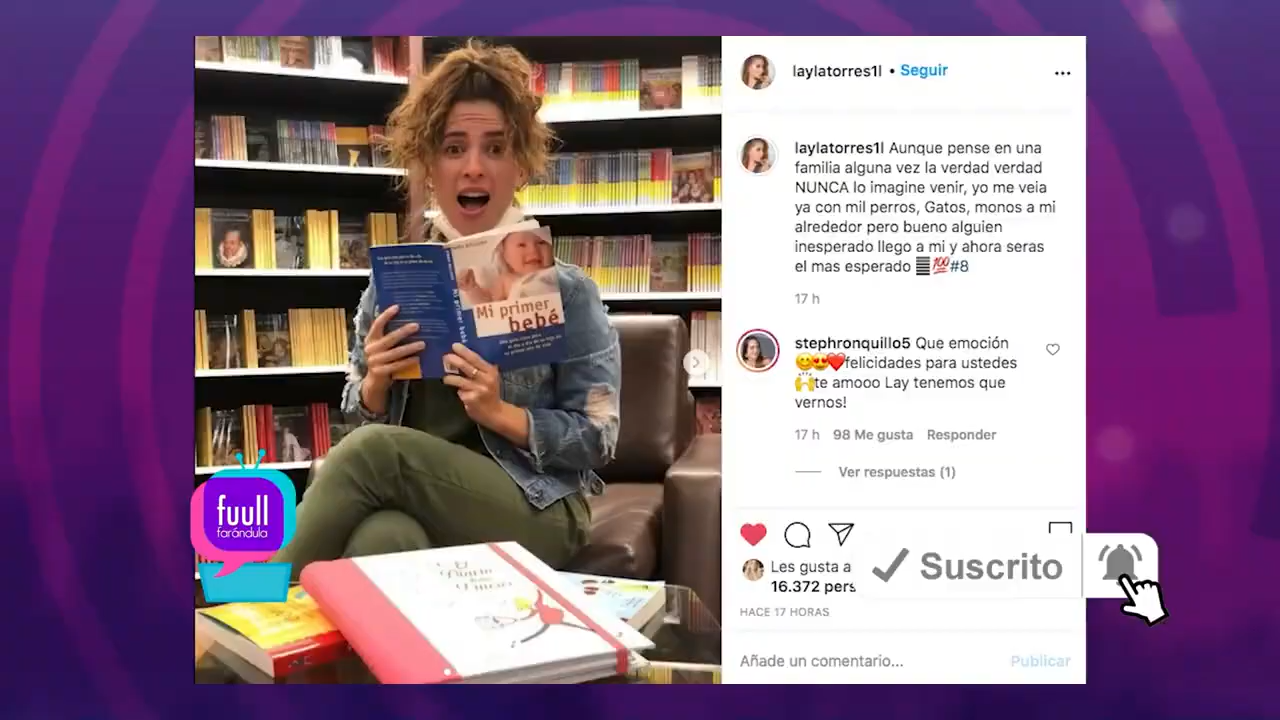 laylatorres1l • Seguir
laylatorres1l Aunque pense en una
familia alguna vez la verdad verdad
NUNCA lo imagine venir, yo me veia
ya con mil perros, Gatos, monos a mi
alrededor pero bueno alguien
inesperado llego a mi y ahora seras
el mas esperado 💯#8
17 h
stephronquillo5 Que emoción
😊😍❤️felicidades para ustedes
🙌te amooo Lay tenemos que
vernos!
17 h 98 Me gusta Responder
Ver respuestas (1)
Les gusta a
16.372 pers
HACE 17 HORAS
Añade un comentario...
Publicar
Suscrito
Mi primer
bebé
fuull
farándula